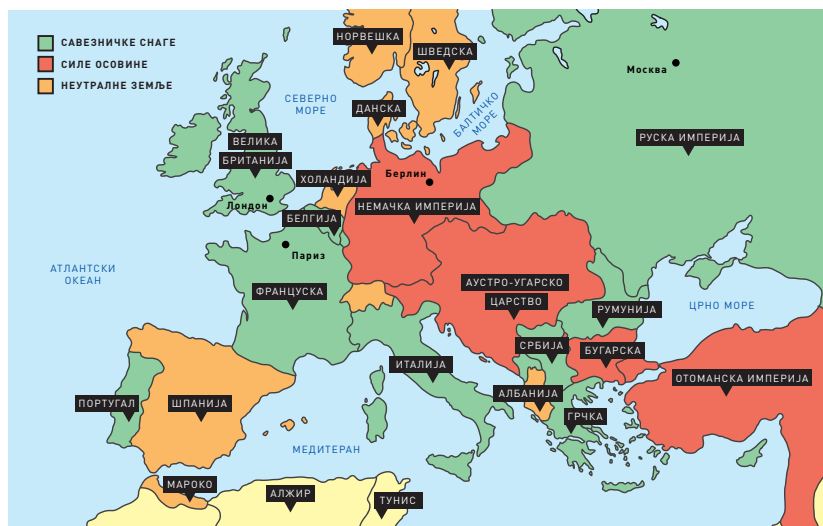 САВЕЗНИЧКЕ СНАГЕ
СИЛЕ ОСОВИНЕ
НЕУТРАЛНЕ ЗЕМЉЕ
НОРВЕШКА
ШВЕДСКА
Москва
СЕВЕРНО
МОРЕ
ДАНСКА
БАЛТИЧКО
МОРЕ
РУСКА ИМПЕРИЈА
ВЕЛИКА
БРИТАНИЈА
ХОЛАНДИЈА
Берлин
Лондон
БЕЛГИЈА
НЕМАЧКА ИМПЕРИЈА
Париз
АТЛАНТСКИ
ОКЕАН
ФРАНЦУСКА
АУСТРО-УГАРСКО
ЦАРСТВО
РУМУНИЈА
ЦРНО МОРЕ
СРБИЈА
БУГАРСКА
ИТАЛИЈА
ОТОМАНСКА ИМПЕРИЈА
АЛБАНИЈА
ПОРТУГАЛ
ШПАНИЈА
ГРЧКА
МЕДИТЕРАН
МАРОКО
АЛЖИР
ТУНИС